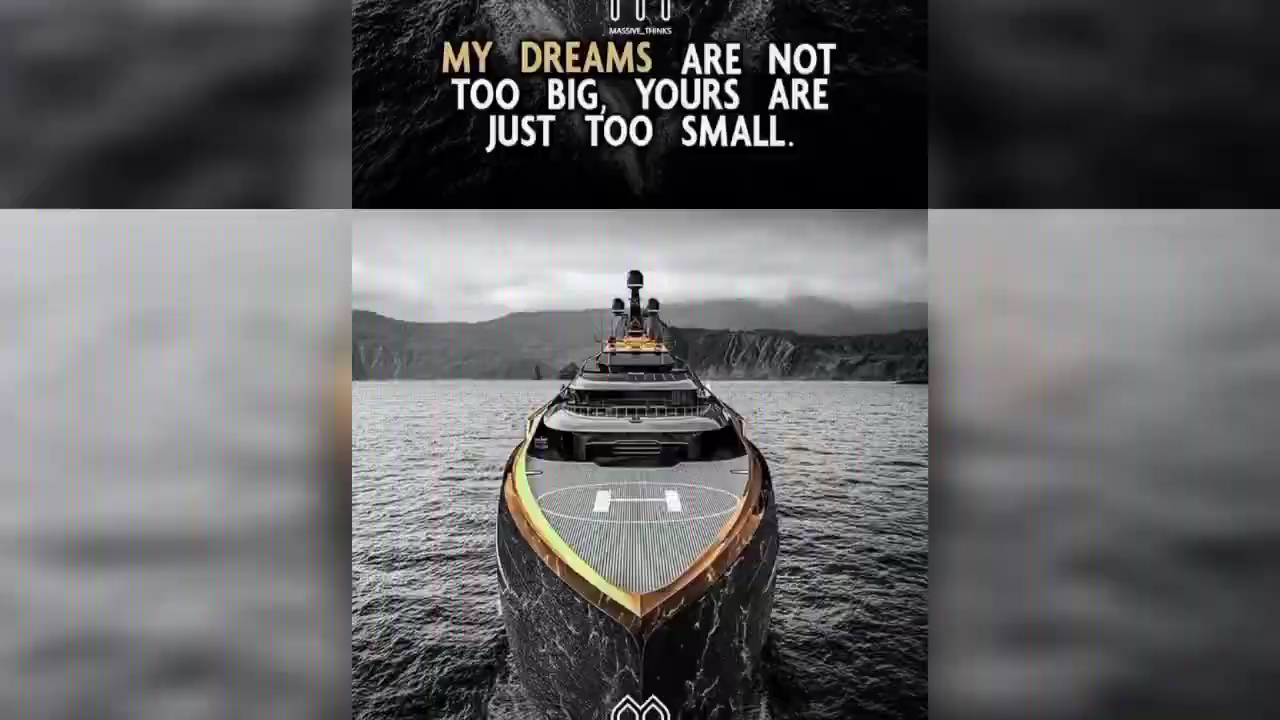 MASSIVE_THINKS
MY DREAMS ARE NOT
TOO BIG, YOURS ARE
JUST TOO SMALL.
H